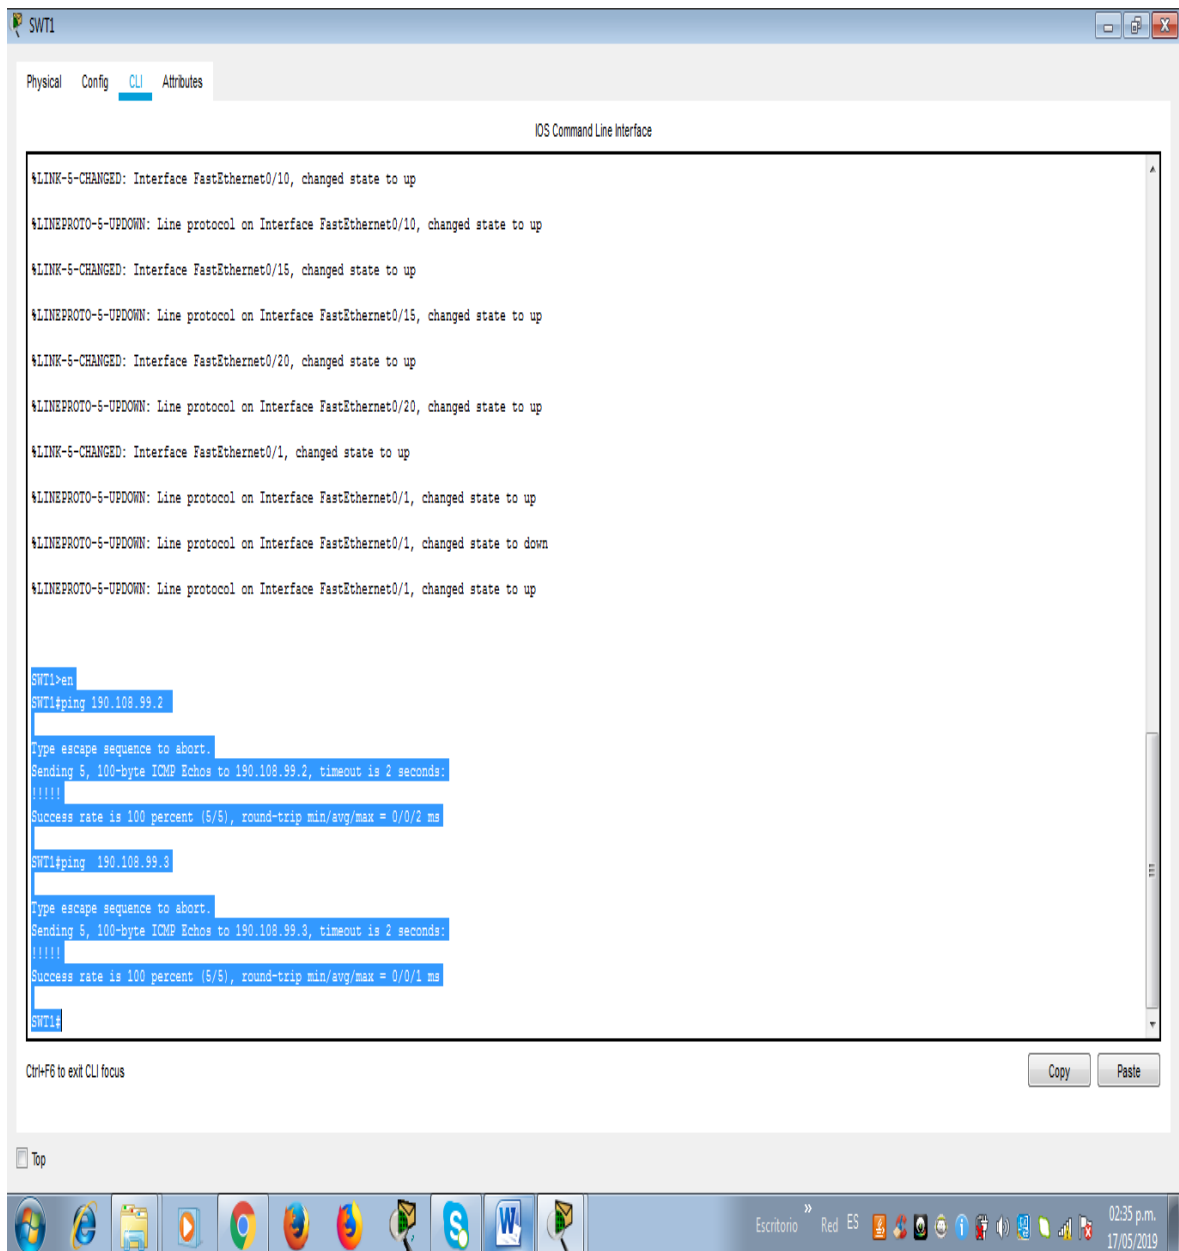 SWT1
Physical Config CLI Attributes
IOS Command Line Interface
%LINK-5-CHANGED: Interface FastEthernet0/10, changed state to up
%LINEPROTO-5-UPDOWN: Line protocol on Interface FastEthernet0/10, changed state to up
%LINK-5-CHANGED: Interface FastEthernet0/15, changed state to up
%LINEPROTO-5-UPDOWN: Line protocol on Interface FastEthernet0/15, changed state to up
%LINK-5-CHANGED: Interface FastEthernet0/20, changed state to up
%LINEPROTO-5-UPDOWN: Line protocol on Interface FastEthernet0/20, changed state to up
%LINK-5-CHANGED: Interface FastEthernet0/1, changed state to up
%LINEPROTO-5-UPDOWN: Line protocol on Interface FastEthernet0/1, changed state to up
%LINEPROTO-5-UPDOWN: Line protocol on Interface FastEthernet0/1, changed state to down
%LINEPROTO-5-UPDOWN: Line protocol on Interface FastEthernet0/1, changed state to up
SWT1>en
SWT1#ping 190.108.99.2
Type escape sequence to abort.
Sending 5, 100-byte ICMP Echos to 190.108.99.2, timeout is 2 seconds:
!!!!!
Success rate is 100 percent (5/5), round-trip min/avg/max = 0/0/2 ms
SWT1#ping  190.108.99.3
Type escape sequence to abort.
Sending 5, 100-byte ICMP Echos to 190.108.99.3, timeout is 2 seconds:
!!!!!
Success rate is 100 percent (5/5), round-trip min/avg/max = 0/0/1 ms
SWT1#
Ctrl+F6 to exit CLI focus
Copy Paste
Top
Escritorio » Red ES 02:35 p.m.
17/05/2019